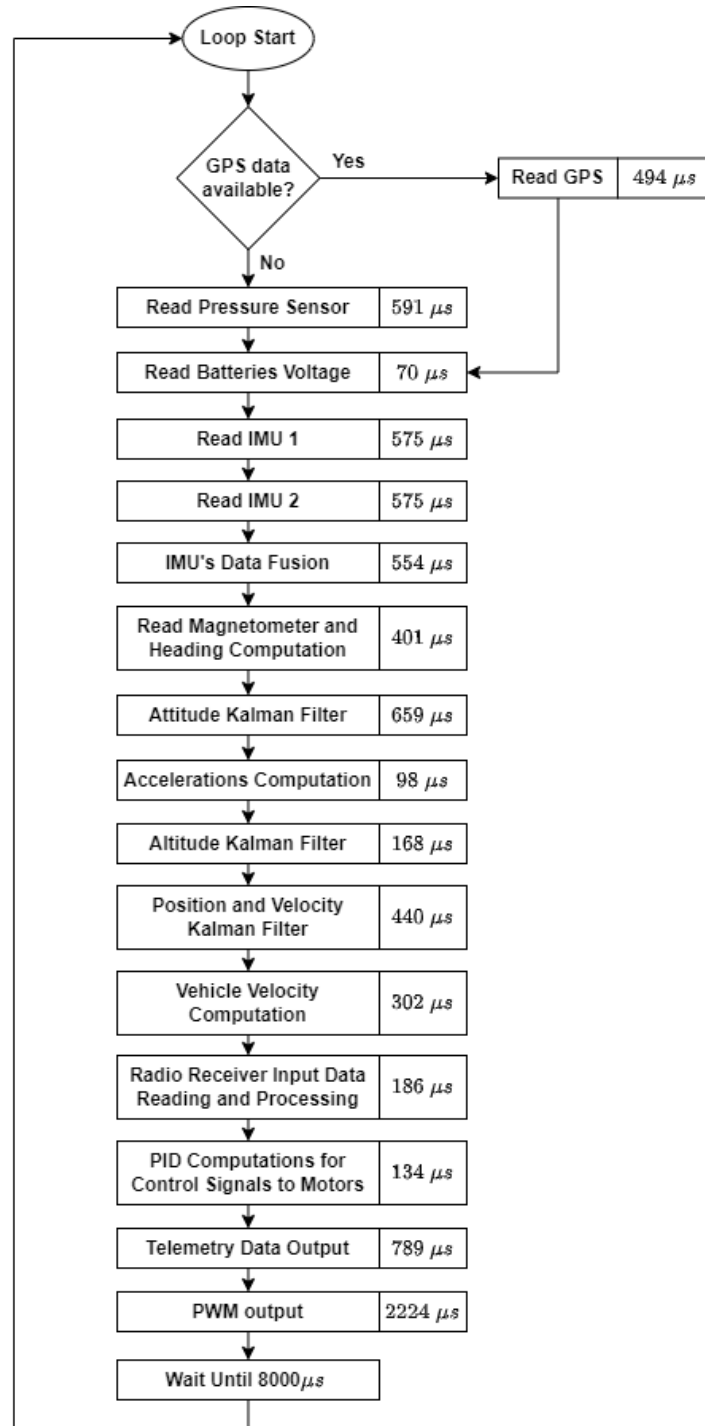 Loop Start
GPS data
available?
Yes
Read GPS
494 μs
No
Read Pressure Sensor
591 μs
Read Batteries Voltage
70 μs
Read IMU 1
575 μs
Read IMU 2
575 μs
IMU's Data Fusion
554 μs
Read Magnetometer and
Heading Computation
401 μs
Attitude Kalman Filter
659 μs
Accelerations Computation
98 μs
Altitude Kalman Filter
168 μs
Position and Velocity
Kalman Filter
440 μs
Vehicle Velocity
Computation
302 μs
Radio Receiver Input Data
Reading and Processing
186 μs
PID Computations for
Control Signals to Motors
134 μs
Telemetry Data Output
789 μs
PWM output
2224 μs
Wait Until 8000μs